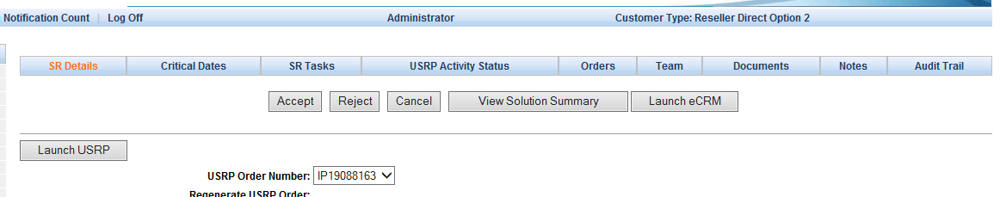 Notification Count | Log Off Administrator Customer Type: Reseller Direct Option 2
SR Details Critical Dates SR Tasks USRP Activity Status Orders Team Documents Notes Audit Trail
Accept Reject Cancel View Solution Summary Launch eCRM
Launch USRP
USRP Order Number: IP19088163
Regenerate USRP Order: